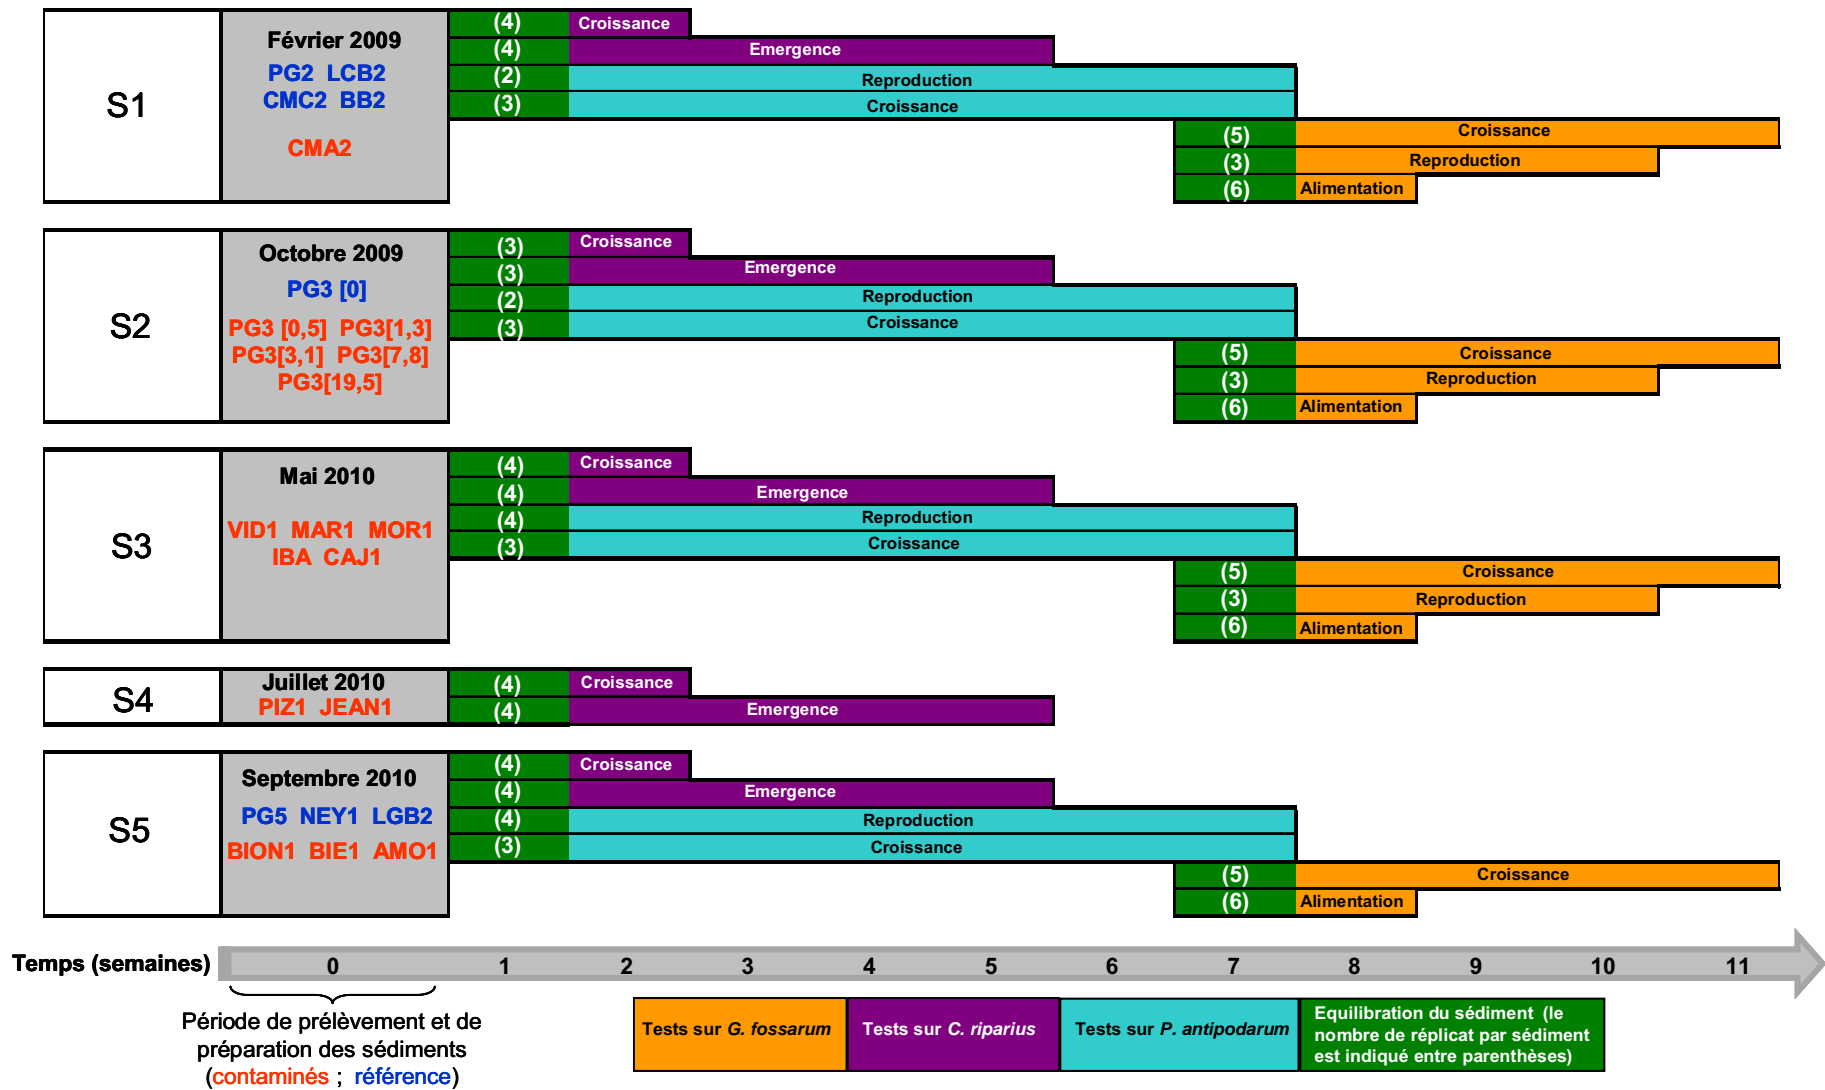 S1
Février 2009
PG2 LCB2
CMC2 BB2
CMA2
(4) Croissance
(4) Emergence
(2) Reproduction
(3) Croissance
(5) Croissance
(3) Reproduction
(6) Alimentation
S2
Octobre 2009
PG3 [0]
PG3 [0,5] PG3[1,3]
PG3[3,1] PG3[7,8]
PG3[19,5]
(3) Croissance
(3) Emergence
(2) Reproduction
(3) Croissance
(5) Croissance
(3) Reproduction
(6) Alimentation
S3
Mai 2010
VID1 MAR1 MOR1
IBA CAJ1
(4) Croissance
(4) Emergence
(4) Reproduction
(3) Croissance
(5) Croissance
(3) Reproduction
(6) Alimentation
S4
Juillet 2010
PIZ1 JEAN1
(4) Croissance
(4) Emergence
S5
Septembre 2010
PG5 NEY1 LGB2
BION1 BIE1 AMO1
(4) Croissance
(4) Emergence
(4) Reproduction
(3) Croissance
(5) Croissance
(6) Alimentation
Temps (semaines) 0 1 2 3 4 5 6 7 8 9 10 11
Période de prélèvement et de
préparation des sédiments
(contaminés ; référence)
Tests sur G. fossarum
Tests sur C. riparius
Tests sur P. antipodarum
Equilibration du sédiment (le
nombre de réplicat par sédiment
est indiqué entre parenthèses)